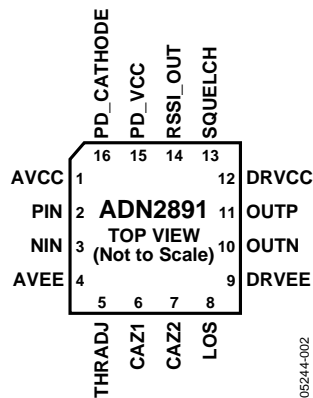 PD_CATHODE
PD_VCC
RSSI_OUT
SQUELCH
16 15 14 13
AVCC 1
12 DRVCC
PIN 2
ADN2891
11 OUTP
NIN 3
TOP VIEW
(Not to Scale)
10 OUTN
AVEE 4
9 DRVEE
5 6 7 8
THRADJ
CAZ1
CAZ2
LOS
05244-002